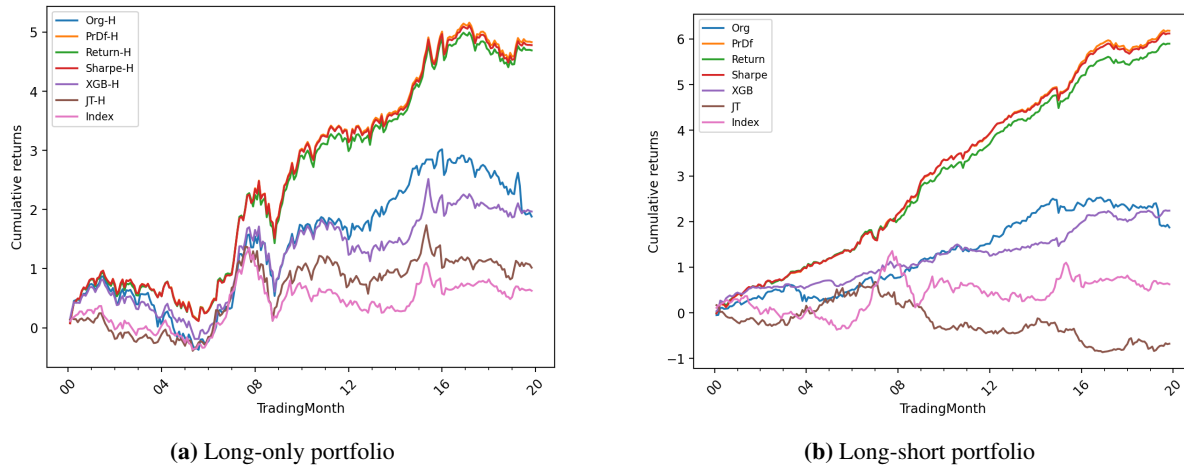 Org-H
PrDf-H
Return-H
Sharpe-H
XGB-H
JT-H
Index
Cumulative returns
5
4
3
2
1
0
00
04
08
12
16
20
TradingMonth
(a) Long-only portfolio
Org
PrDf
Return
Sharpe
XGB
JT
Index
Cumulative returns
6
5
4
3
2
1
0
−1
00
04
08
12
16
20
TradingMonth
(b) Long-short portfolio